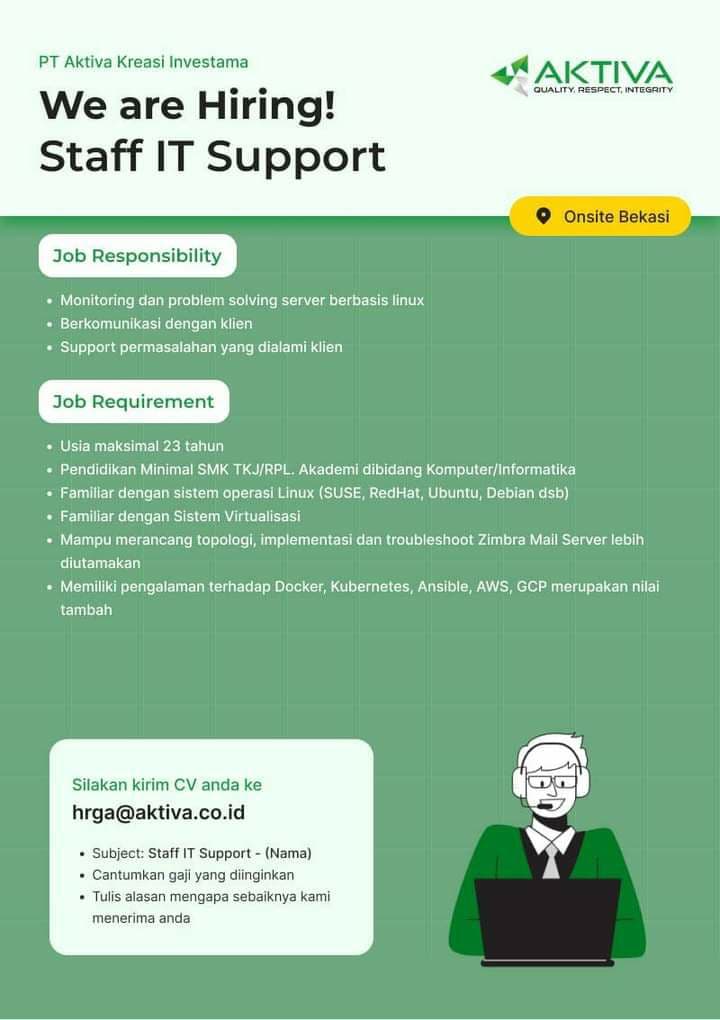 PT Aktiva Kreasi Investama
AKTIVA
QUALITY, RESPECT, INTEGRITY
We are Hiring!
Staff IT Support
Onsite Bekasi
Job Responsibility
• Monitoring dan problem solving server berbasis linux
• Berkomunikasi dengan klien
• Support permasalahan yang dialami klien
Job Requirement
• Usia maksimal 23 tahun
• Pendidikan Minimal SMK TKJ/RPL. Akademi dibidang Komputer/Informatika
• Familiar dengan sistem operasi Linux (SUSE, RedHat, Ubuntu, Debian dsb)
• Familiar dengan Sistem Virtualisasi
• Mampu merancang topologi, implementasi dan troubleshoot Zimbra Mail Server lebih
diutamakan
• Memiliki pengalaman terhadap Docker, Kubernetes, Ansible, AWS, GCP merupakan nilai
tambah
Silakan kirim CV anda ke
hrga@aktiva.co.id
• Subject: Staff IT Support - (Nama)
• Cantumkan gaji yang diinginkan
• Tulis alasan mengapa sebaiknya kami
menerima anda